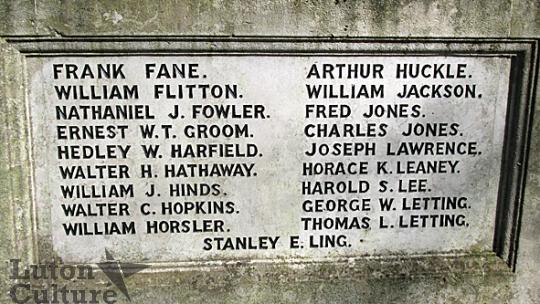 FRANK FANE.
WILLIAM FLITTON.
NATHANIEL J. FOWLER.
ERNEST W.T. GROOM.
HEDLEY W. HARFIELD.
WALTER H. HATHAWAY.
WILLIAM J. HINDS.
WALTER C. HOPKINS.
WILLIAM HORSLER.
ARTHUR HUCKLE.
WILLIAM JACKSON.
FRED JONES.
CHARLES JONES.
JOSEPH LAWRENCE.
HORACE K. LEANEY.
HAROLD S. LEE.
GEORGE W. LETTING.
THOMAS L. LETTING.
STANLEY E. LING.
Luton
Culture